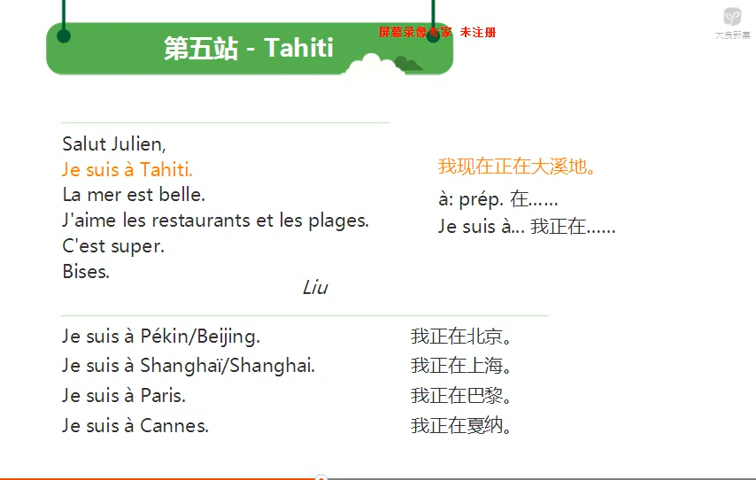 第五站 - Tahiti
屏幕录像专家 未注册
大良新素
Salut Julien,
Je suis à Tahiti.
La mer est belle.
J'aime les restaurants et les plages.
C'est super.
Bises.
Liu
我现在正在大溪地。
à: prép. 在……
Je suis à... 我正在……
Je suis à Pékin/Beijing. 我正在北京。
Je suis à Shanghaï/Shanghai. 我正在上海。
Je suis à Paris. 我正在巴黎。
Je suis à Cannes. 我正在戛纳。